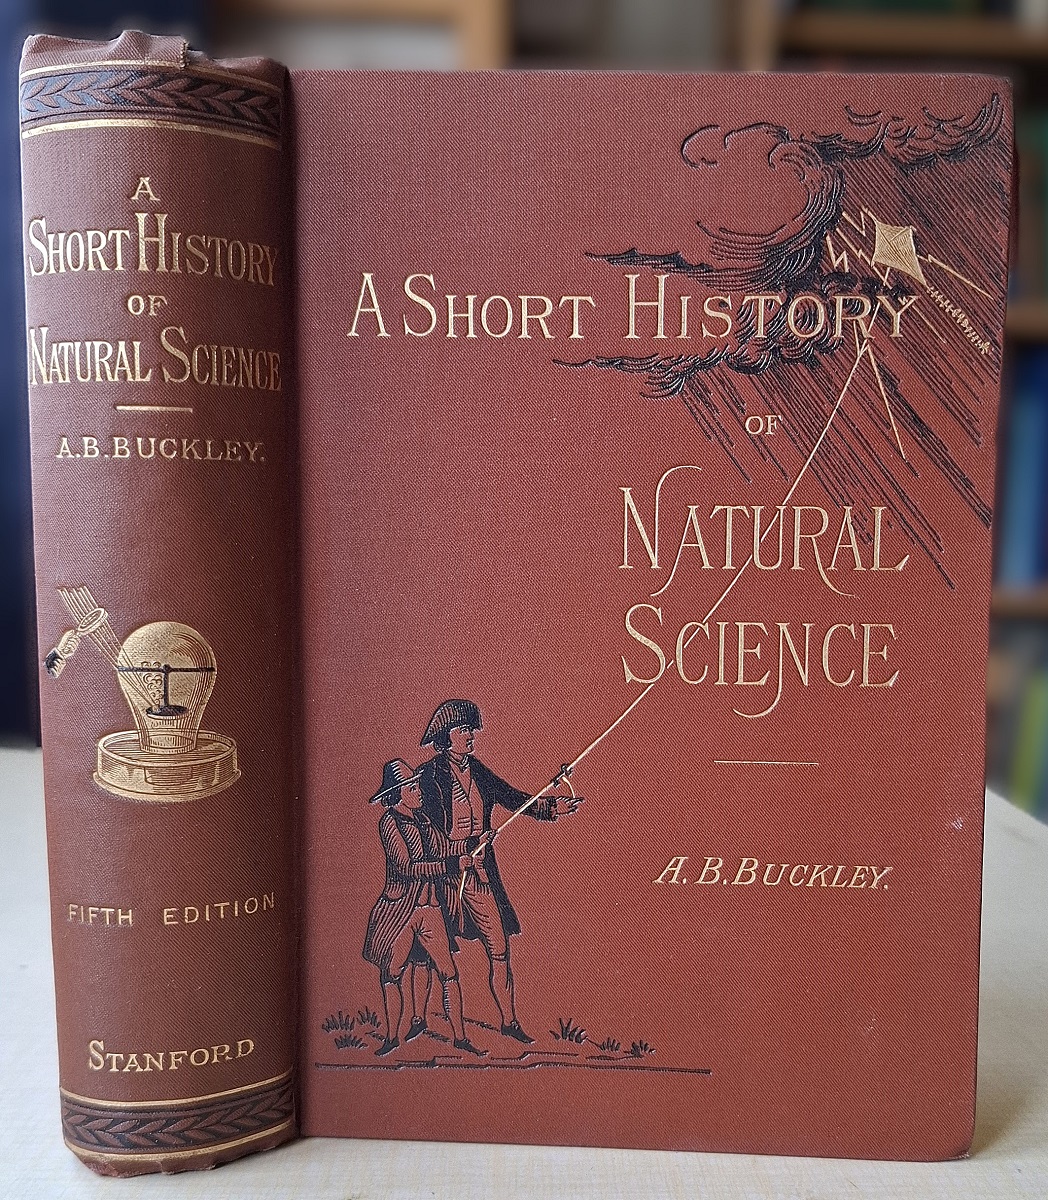 A
SHORT HISTORY
OF
NATURAL SCIENCE
A.B.BUCKLEY.
FIFTH EDITION
STANFORD
A SHORT HISTORY
OF
NATURAL
SCIENCE
A.B.BUCKLEY.